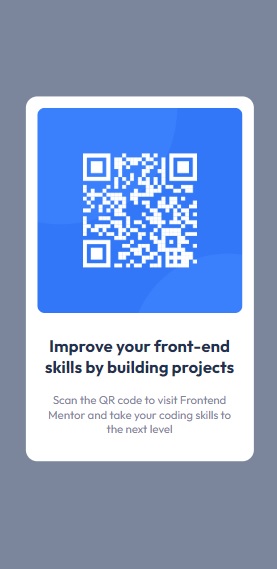 Improve your front-end
skills by building projects
Scan the QR code to visit Frontend
Mentor and take your coding skills to
the next level